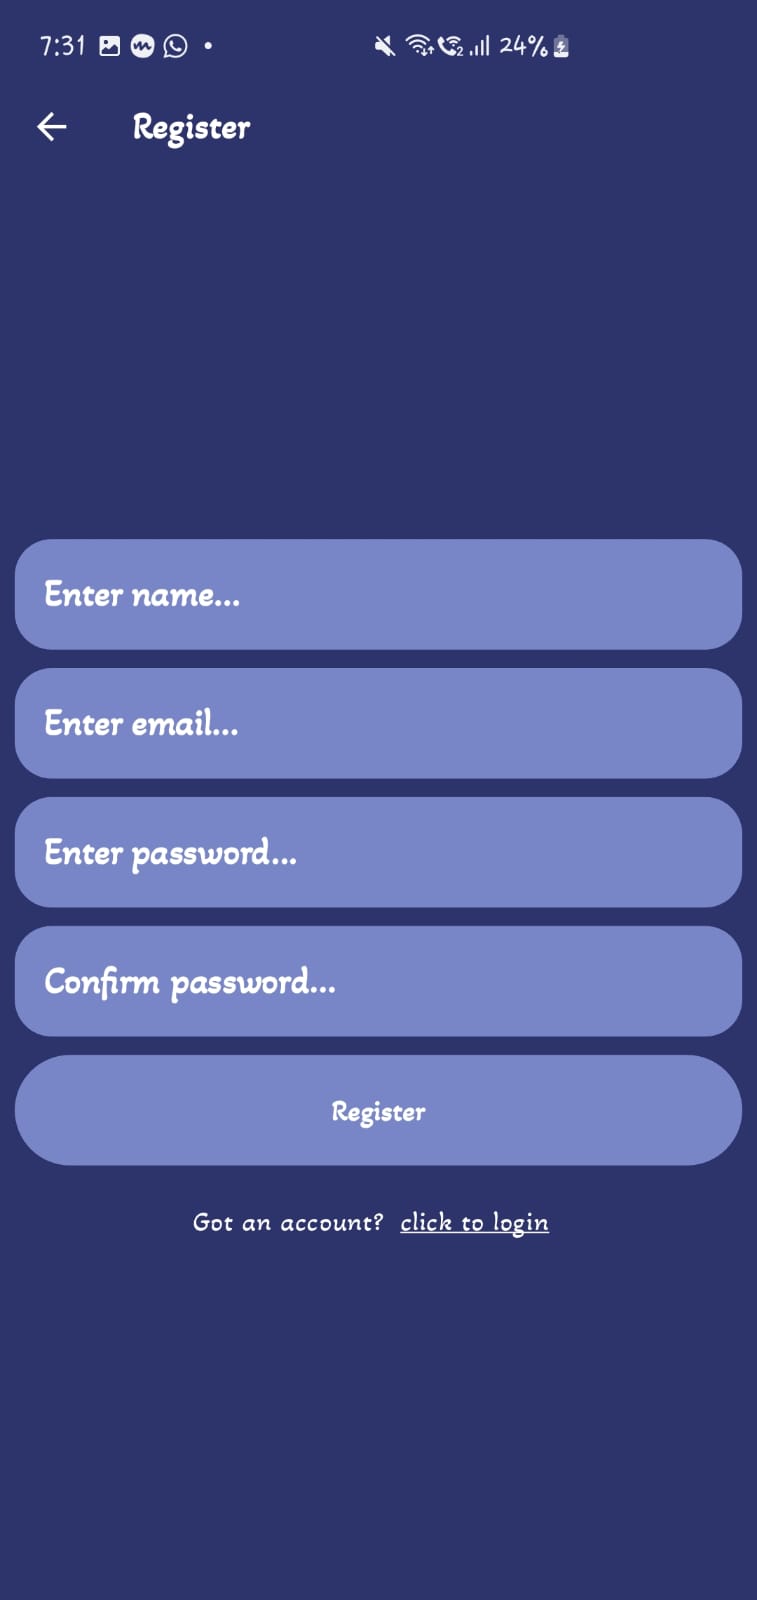 7:31 24%
Register
Enter name...
Enter email...
Enter password...
Confirm password...
Register
Got an account? click to login